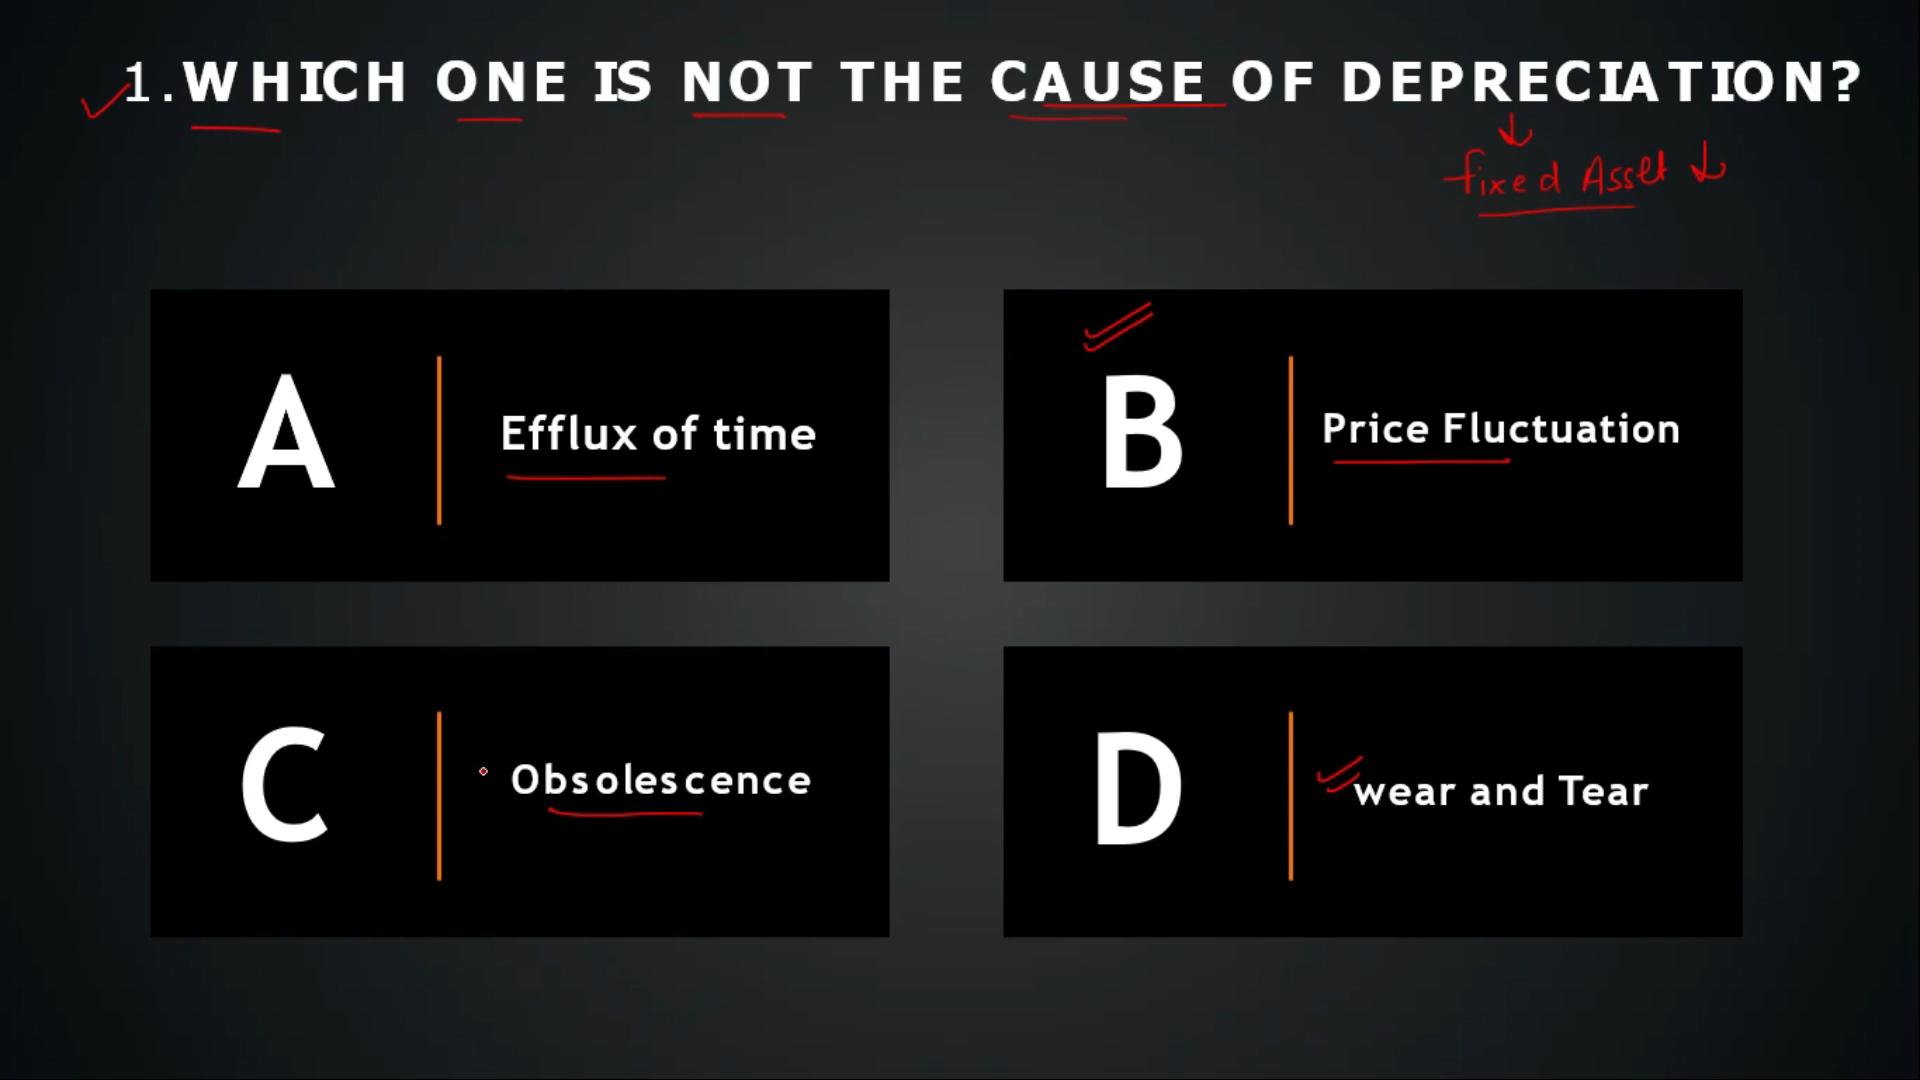 1.WHICH ONE IS NOT THE CAUSE OF DEPRECIATION?
↓
fixed Asset ↓
A
Efflux of time
B
Price Fluctuation
C
Obsolescence
D
wear and Tear